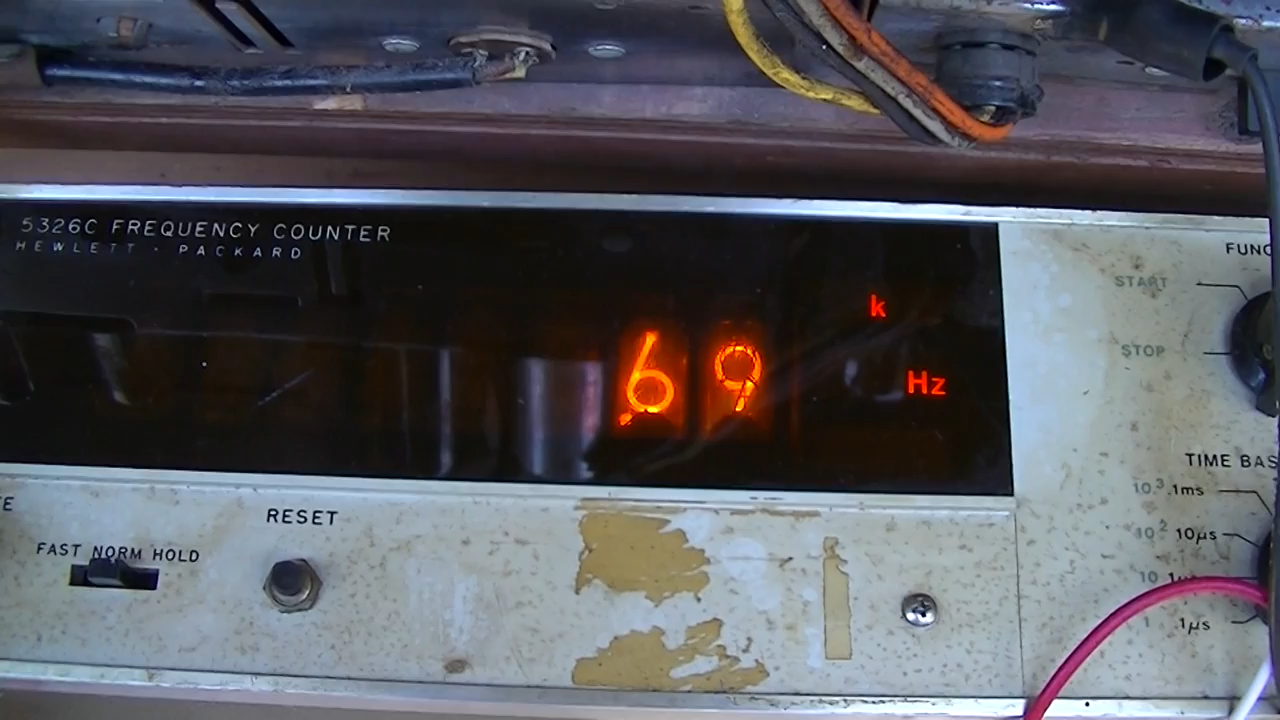 5326C FREQUENCY COUNTER
HEWLETT · PACKARD
.69
k
Hz
START
STOP
TIME
10³ .1ms
10² 10µs
10
1 1µs
RESET
FAST NORM HOLD